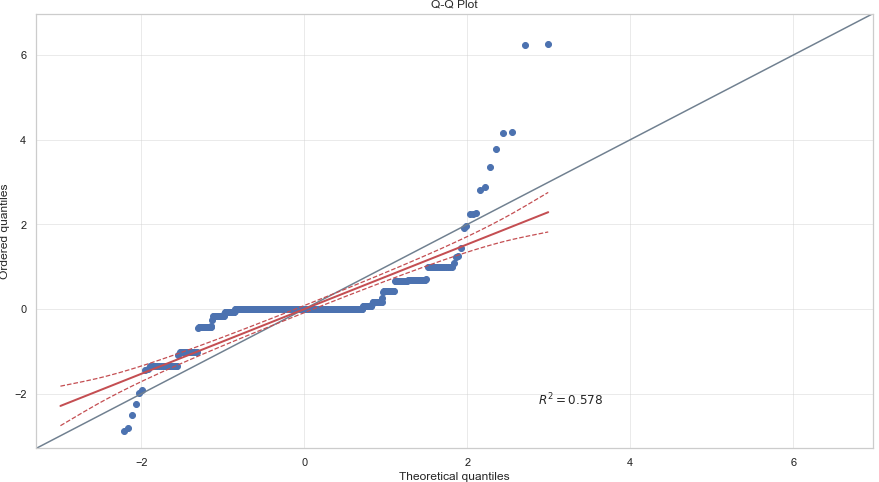 Q-Q Plot
6
4
2
0
−2
Ordered quantiles
R² = 0.578
−2
0
2
4
6
Theoretical quantiles